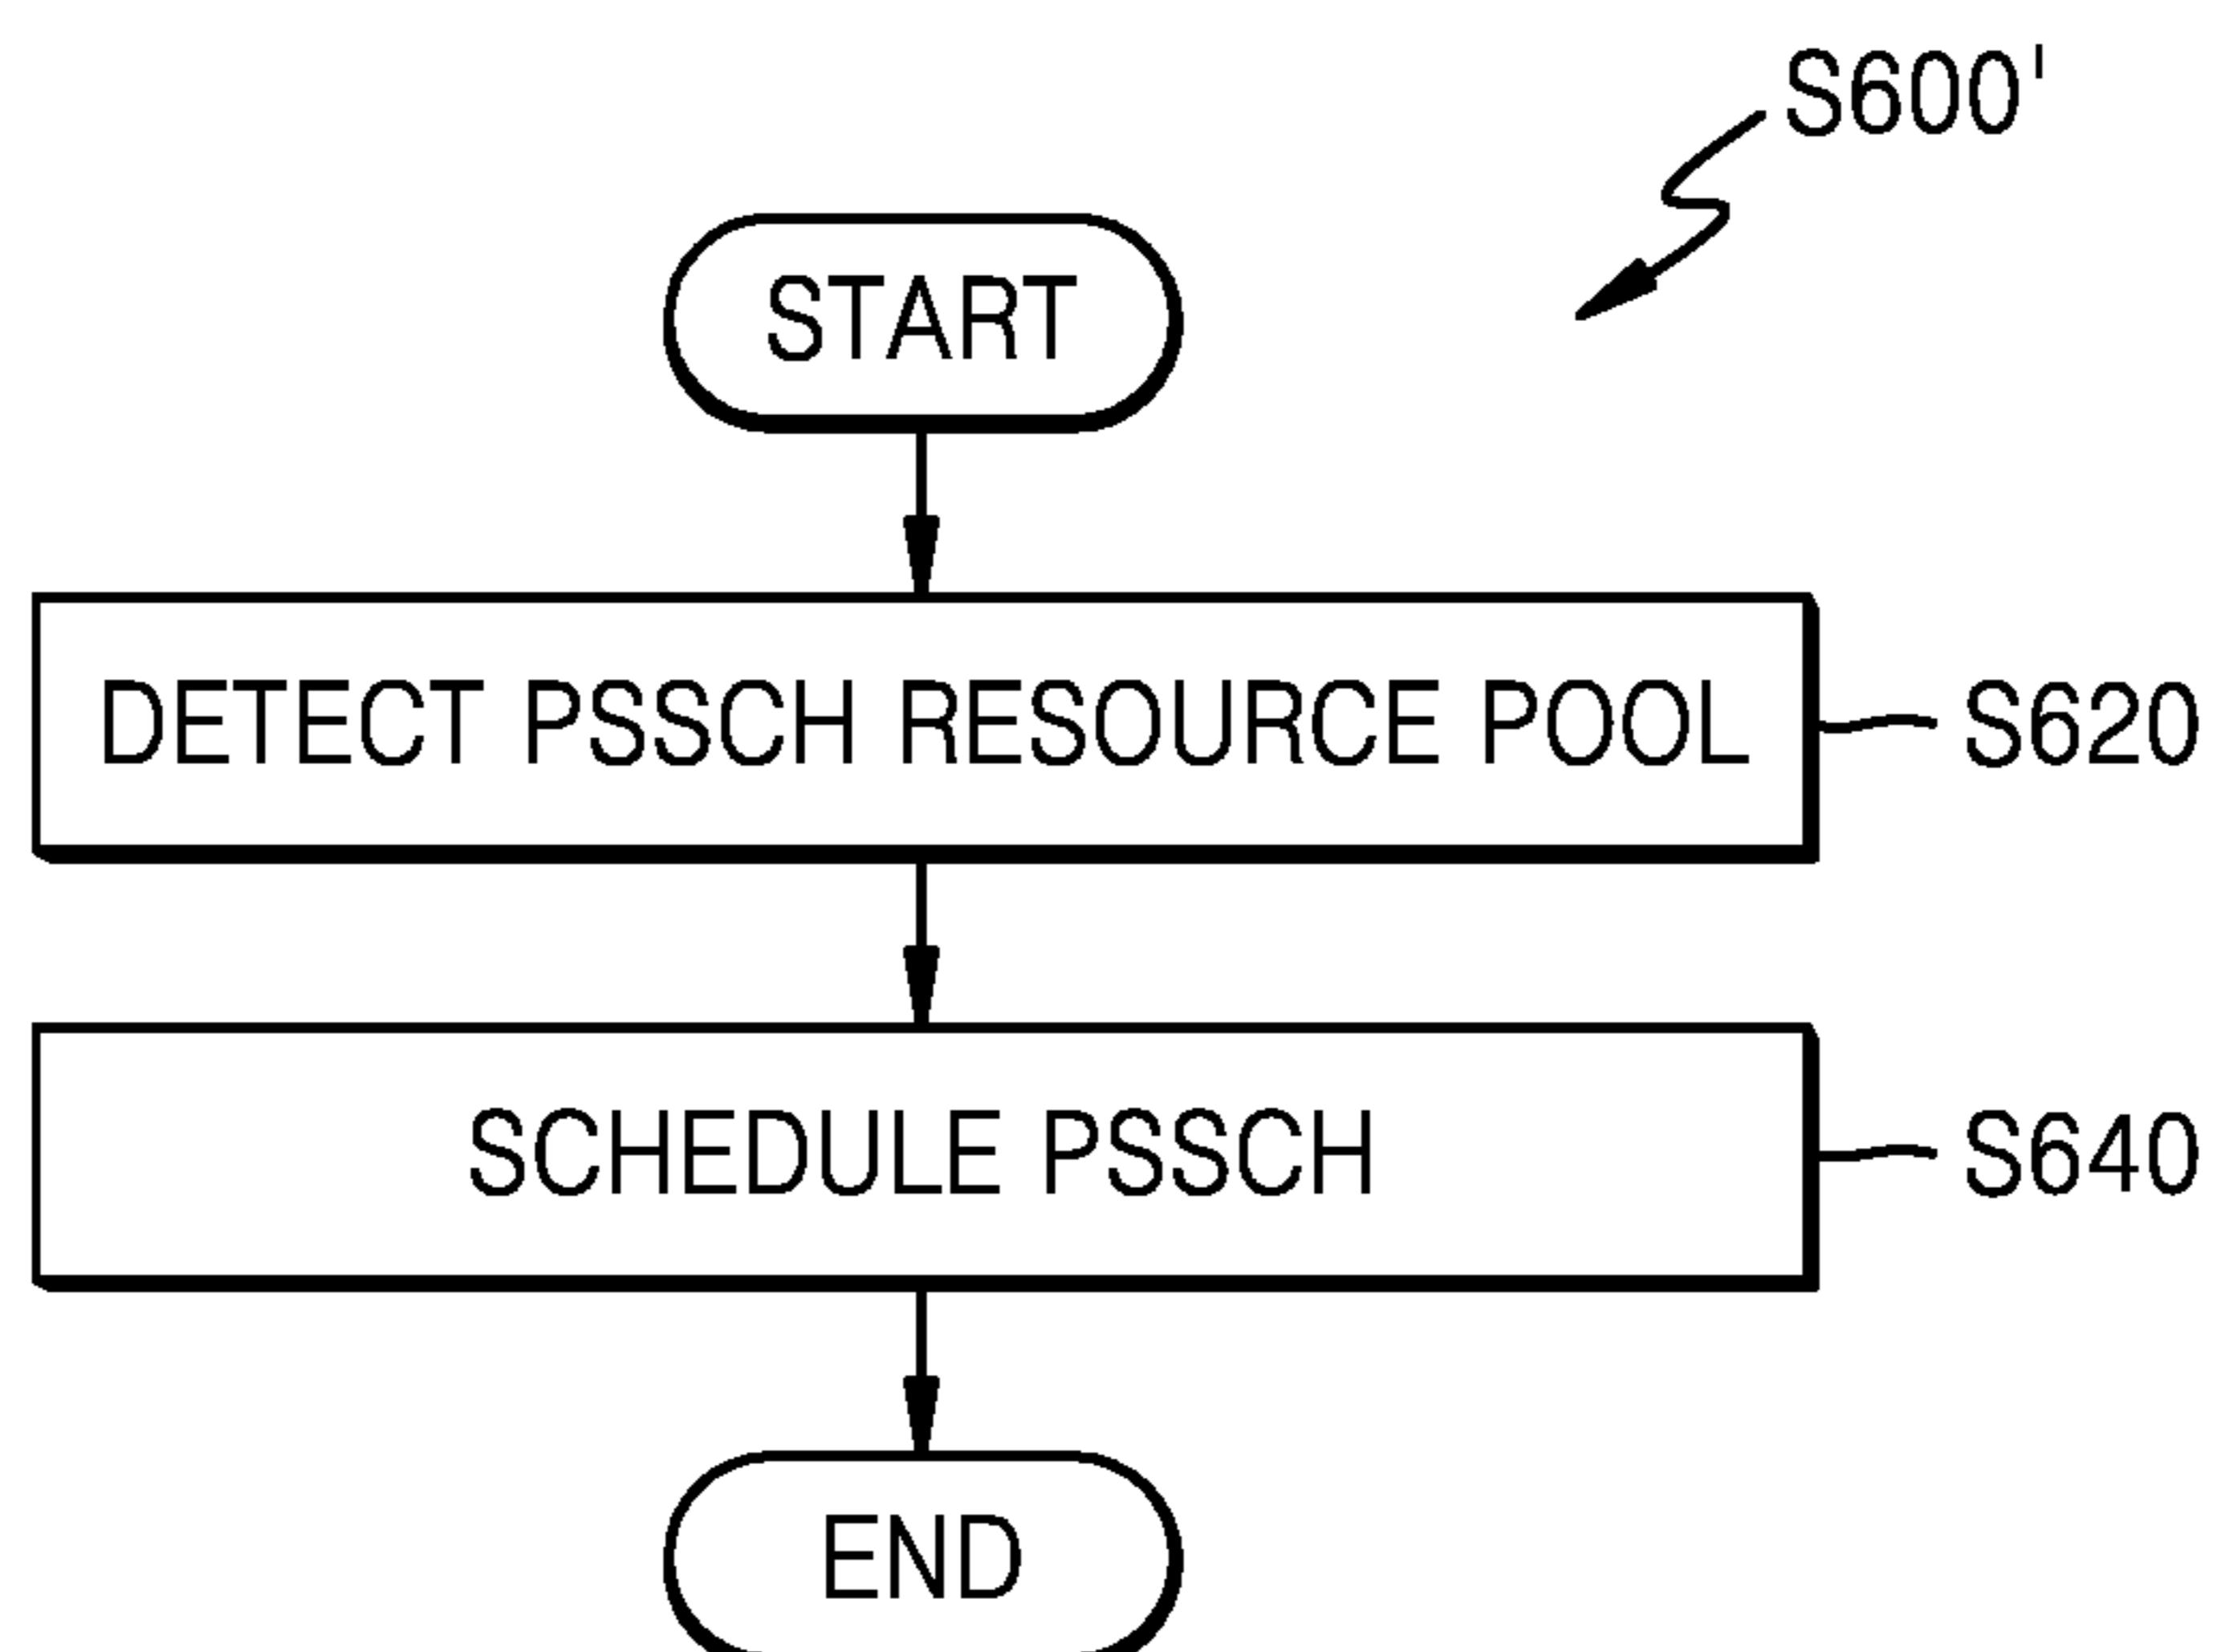 S600'
START
DETECT PSSCH RESOURCE POOL
S620
SCHEDULE PSSCH
S640
END